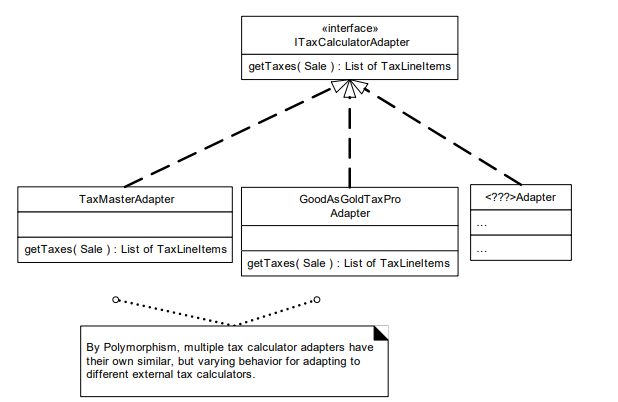 «interface»
ITaxCalculatorAdapter
getTaxes( Sale ) : List of TaxLineItems
TaxMasterAdapter
getTaxes( Sale ) : List of TaxLineItems
GoodAsGoldTaxPro
Adapter
getTaxes( Sale ) : List of TaxLineItems
<???>Adapter
...
...
By Polymorphism, multiple tax calculator adapters have
their own similar, but varying behavior for adapting to
different external tax calculators.